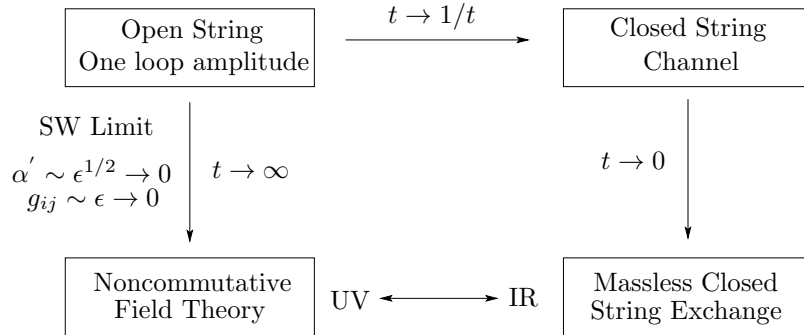 Open String
One loop amplitude
t → 1/t
Closed String
Channel
SW Limit
α′ ∼ ϵ^{1/2} → 0
g_{ij} ∼ ϵ → 0
t → ∞
t → 0
Noncommutative
Field Theory
UV
IR
Massless Closed
String Exchange